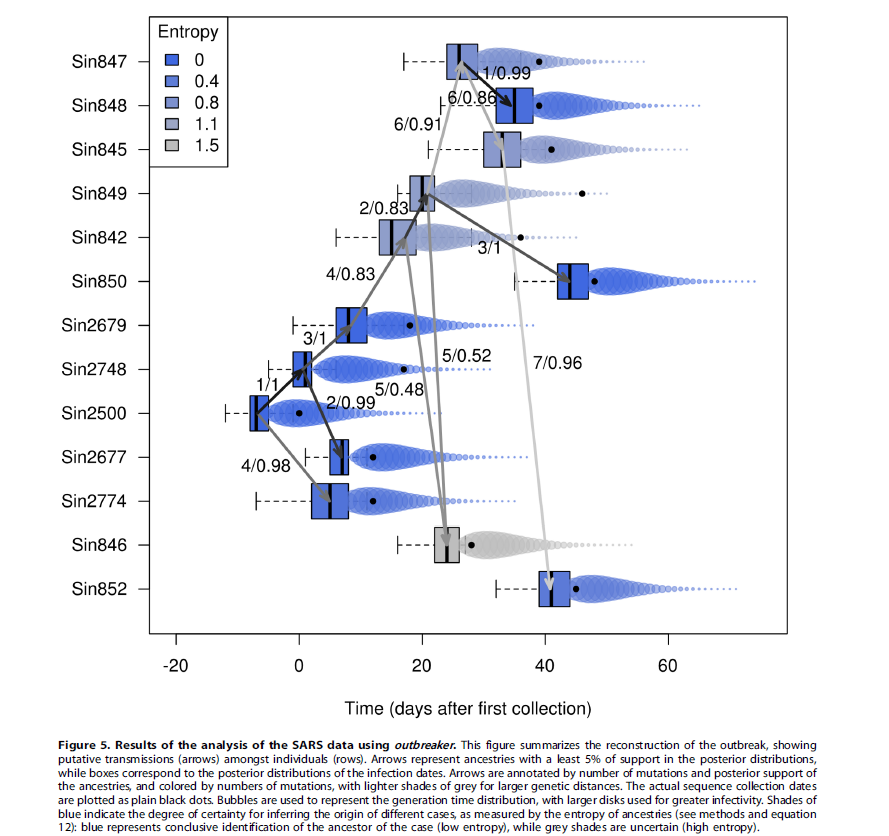 Entropy
0
0.4
0.8
1.1
1.5
Sin847
Sin848
Sin845
Sin849
Sin842
Sin850
Sin2679
Sin2748
Sin2500
Sin2677
Sin2774
Sin846
Sin852
1/0.99
6/0.86
6/0.91
2/0.83
3/1
4/0.83
3/1
5/0.52
7/0.96
1/1
5/0.48
2/0.99
4/0.98
-20 0 20 40 60
Time (days after first collection)
Figure 5. Results of the analysis of the SARS data using outbreaker. This figure summarizes the reconstruction of the outbreak, showing
putative transmissions (arrows) amongst individuals (rows). Arrows represent ancestries with a least 5% of support in the posterior distributions,
while boxes correspond to the posterior distributions of the infection dates. Arrows are annotated by number of mutations and posterior support of
the ancestries, and colored by numbers of mutations, with lighter shades of grey for larger genetic distances. The actual sequence collection dates
are plotted as plain black dots. Bubbles are used to represent the generation time distribution, with larger disks used for greater infectivity. Shades of
blue indicate the degree of certainty for inferring the origin of different cases, as measured by the entropy of ancestries (see methods and equation
12): blue represents conclusive identification of the ancestor of the case (low entropy), while grey shades are uncertain (high entropy).